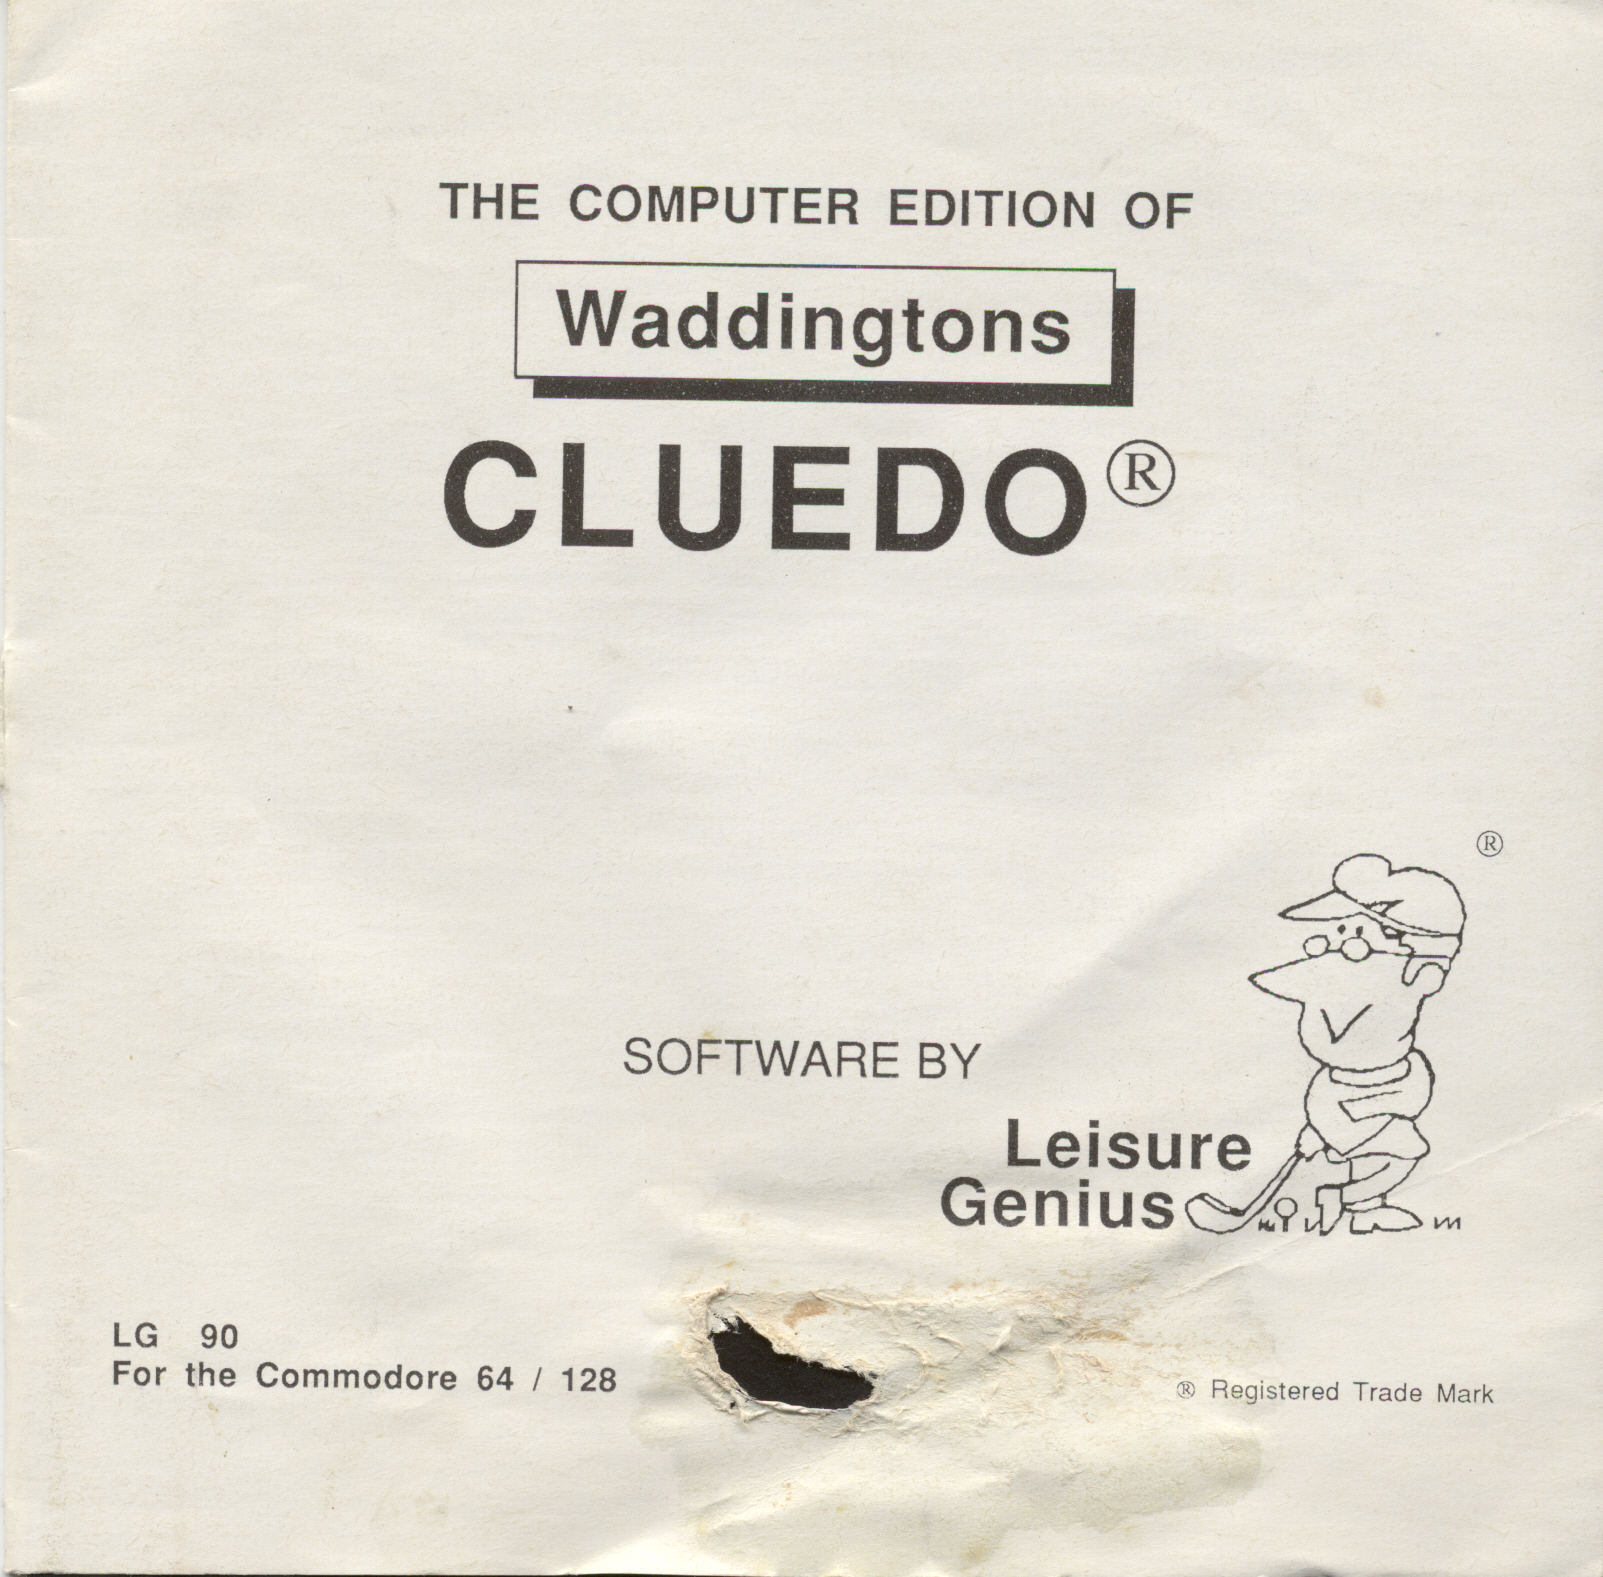 THE COMPUTER EDITION OF
Waddingtons
CLUEDO®
®
SOFTWARE BY
Leisure
Genius
LG 90
For the Commodore 64 / 128
® Registered Trade Mark